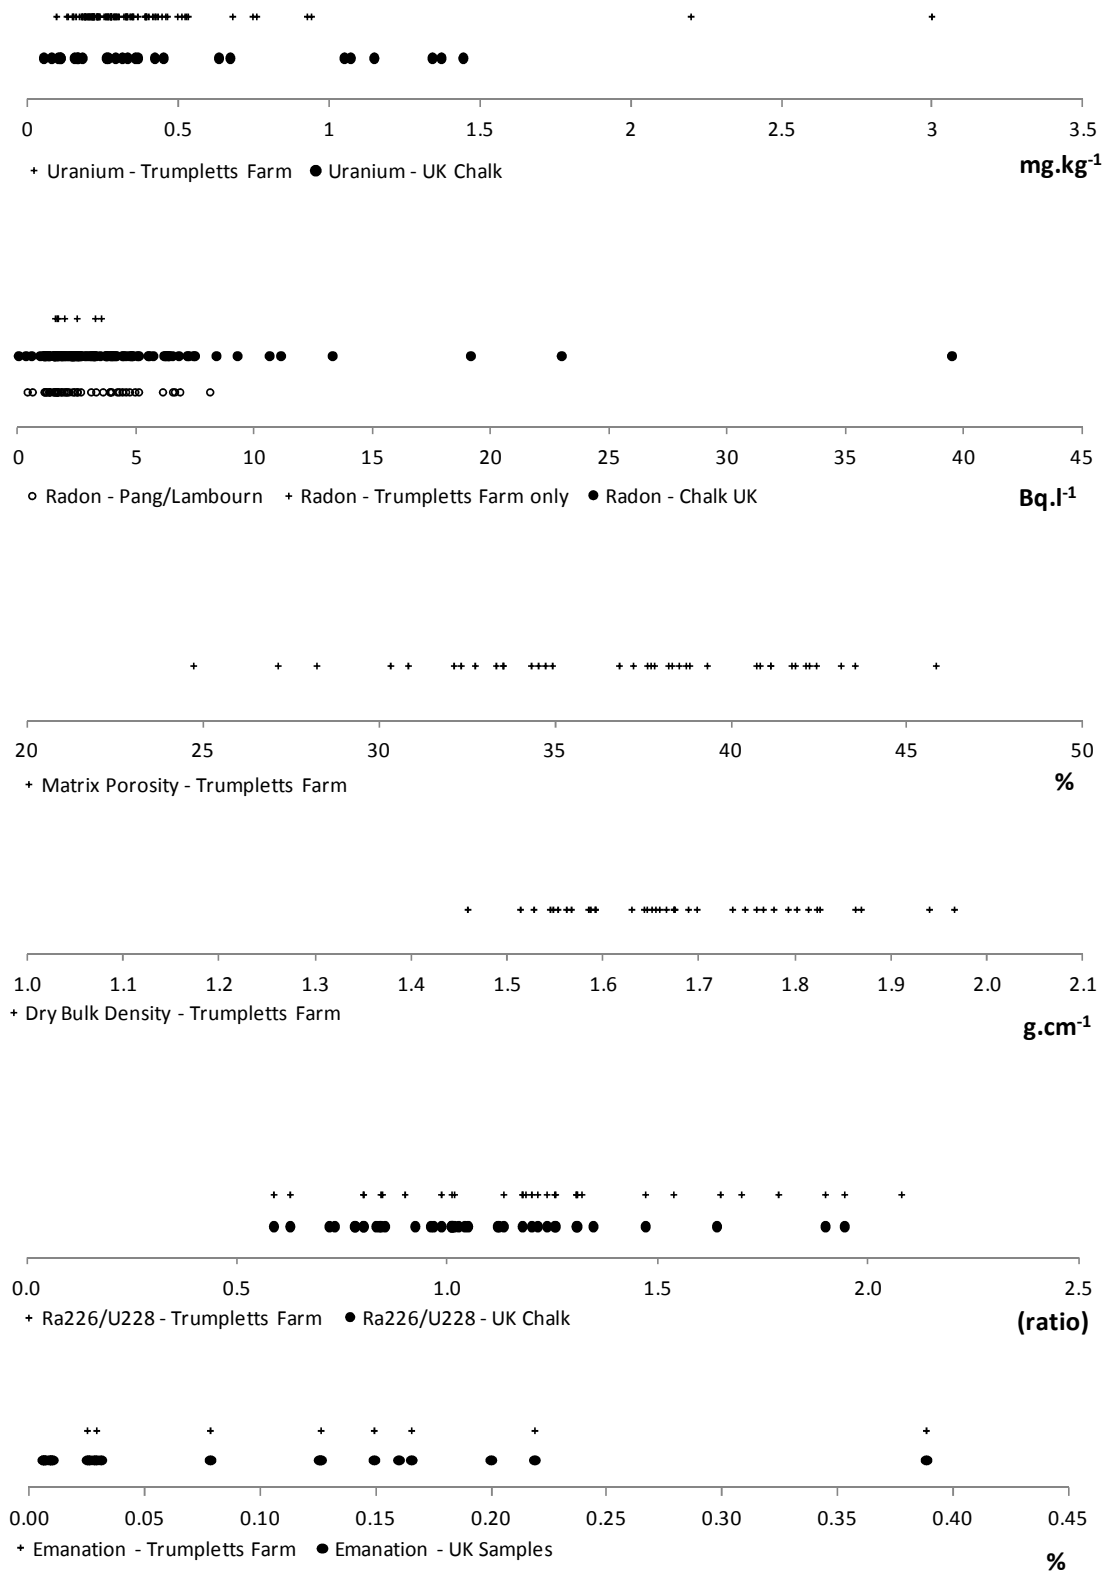 0 0.5 1 1.5 2 2.5 3 3.5
+ Uranium - Trumpletts Farm ● Uranium - UK Chalk mg.kg⁻¹
0 5 10 15 20 25 30 35 40 45
○ Radon - Pang/Lambourn + Radon - Trumpletts Farm only ● Radon - Chalk UK Bq.l⁻¹
20 25 30 35 40 45 50
+ Matrix Porosity - Trumpletts Farm %
1.0 1.1 1.2 1.3 1.4 1.5 1.6 1.7 1.8 1.9 2.0 2.1
+ Dry Bulk Density - Trumpletts Farm g.cm⁻¹
0.0 0.5 1.0 1.5 2.0 2.5
+ Ra226/U228 - Trumpletts Farm ● Ra226/U228 - UK Chalk (ratio)
0.00 0.05 0.10 0.15 0.20 0.25 0.30 0.35 0.40 0.45
+ Emanation - Trumpletts Farm ● Emanation - UK Samples %